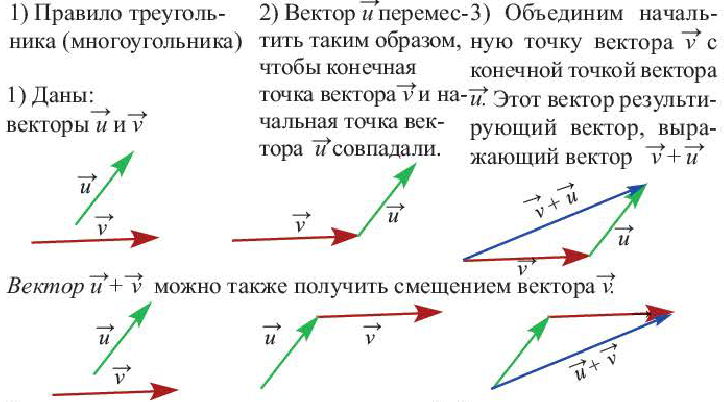 1) Правило треуголь-
ника (многоугольника)
1) Даны:
векторы u и v
2) Вектор u перемес-
тить таким образом,
чтобы конечная
точка вектора v и на-
чальная точка век-
тора u совпадали.
3) Объединим началь-
ную точку вектора v с
конечной точкой вектора
u. Этот вектор результи-
рующий вектор, выра-
жающий вектор v + u
u
v
v
u
v + u
u
v
Вектор u + v можно также получить смещением вектора v.
u
v
u
v
u + v